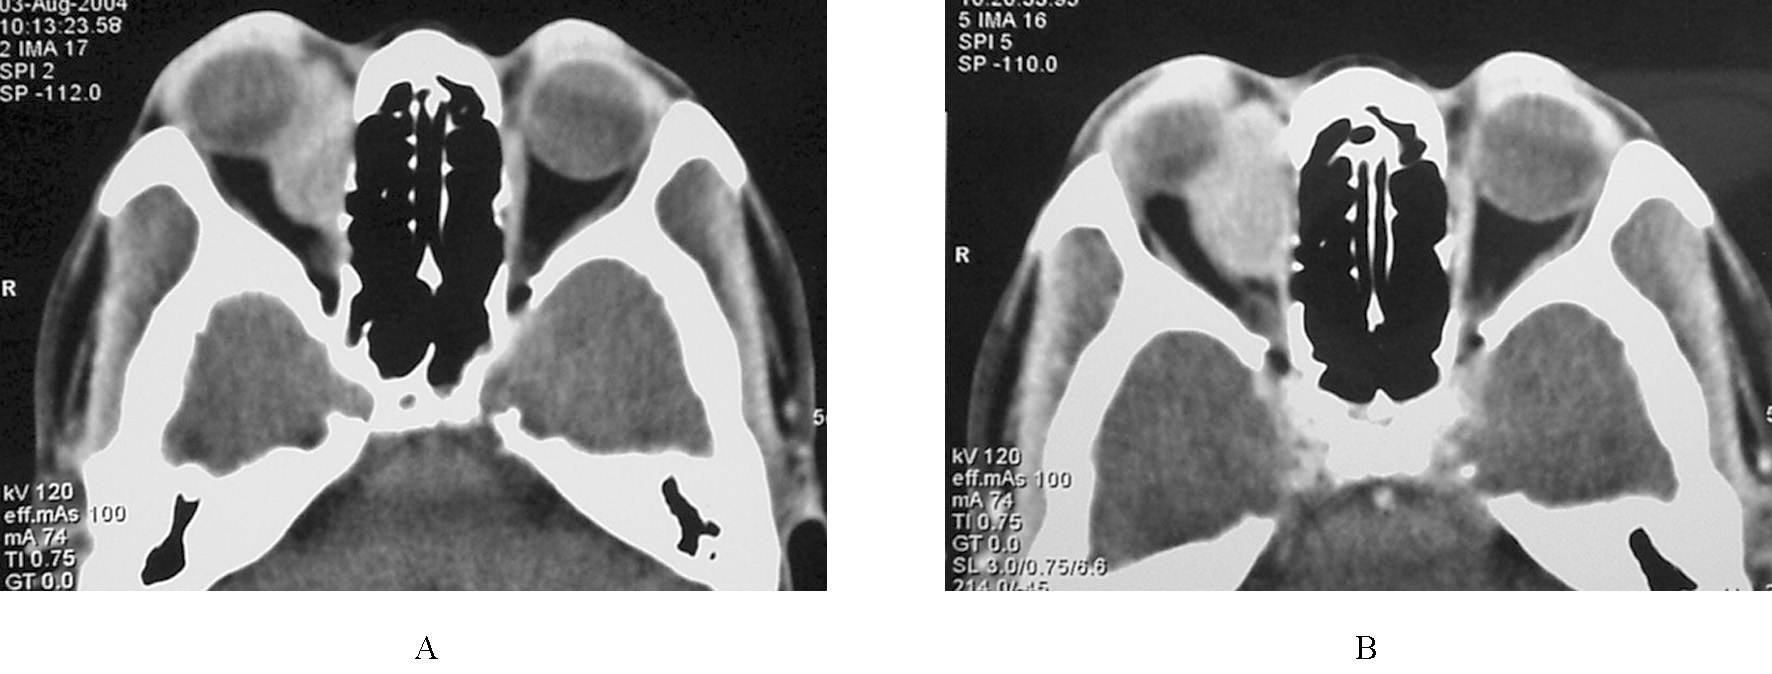 03-Aug-2004
10:13:23.58
2 IMA 17
SPI 2
SP -112.0
R
kV 120
eff.mAs 100
mA 74
TI 0.75
GT 0.0
A
5 IMA 16
SPI 5
SP -110.0
R
kV 120
eff.mAs 100
mA 74
TI 0.75
GT 0.0
SL 3.0/0.75/6.6
B